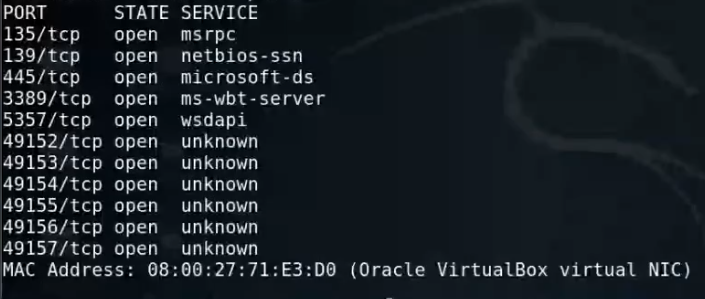 PORT STATE SERVICE
135/tcp open msrpc
139/tcp open netbios-ssn
445/tcp open microsoft-ds
3389/tcp open ms-wbt-server
5357/tcp open wsdapi
49152/tcp open unknown
49153/tcp open unknown
49154/tcp open unknown
49155/tcp open unknown
49156/tcp open unknown
49157/tcp open unknown
MAC Address: 08:00:27:71:E3:D0 (Oracle VirtualBox virtual NIC)